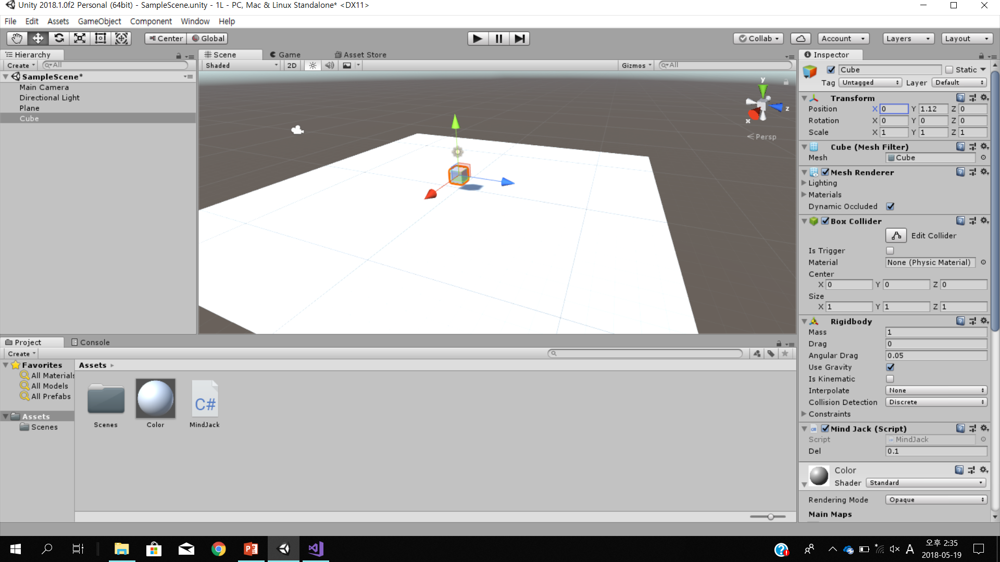 Unity 2018.1.0f2 Personal (64bit) - SampleScene.unity - 1L - PC, Mac & Linux Standalone* <DX11>
File Edit Assets GameObject Component Window Help
Center Global Collab Account Layers Layout
Hierarchy
Create All
SampleScene*
Main Camera
Directional Light
Plane
Cube
Scene Game Asset Store
Shaded 2D Gizmos All
y
z
x
Persp
Inspector
Cube Static
Tag Untagged Layer Default
Transform
Position X 0 Y 1.12 Z 0
Rotation X 0 Y 0 Z 0
Scale X 1 Y 1 Z 1
Cube (Mesh Filter)
Mesh Cube
Mesh Renderer
Lighting
Materials
Dynamic Occluded
Box Collider
Edit Collider
Is Trigger
Material None (Physic Material)
Center
X 0 Y 0 Z 0
Size
X 1 Y 1 Z 1
Rigidbody
Mass 1
Drag 0
Angular Drag 0.05
Use Gravity
Is Kinematic
Interpolate None
Collision Detection Discrete
Constraints
Mind Jack (Script)
Script MindJack
Del 0.1
Color
Shader Standard
Rendering Mode Opaque
Main Maps
Project Console
Create
Favorites
All Materials
All Models
All Prefabs
Assets
Scenes
Assets
C#
Scenes Color MindJack
A
오후 2:35
2018-05-19